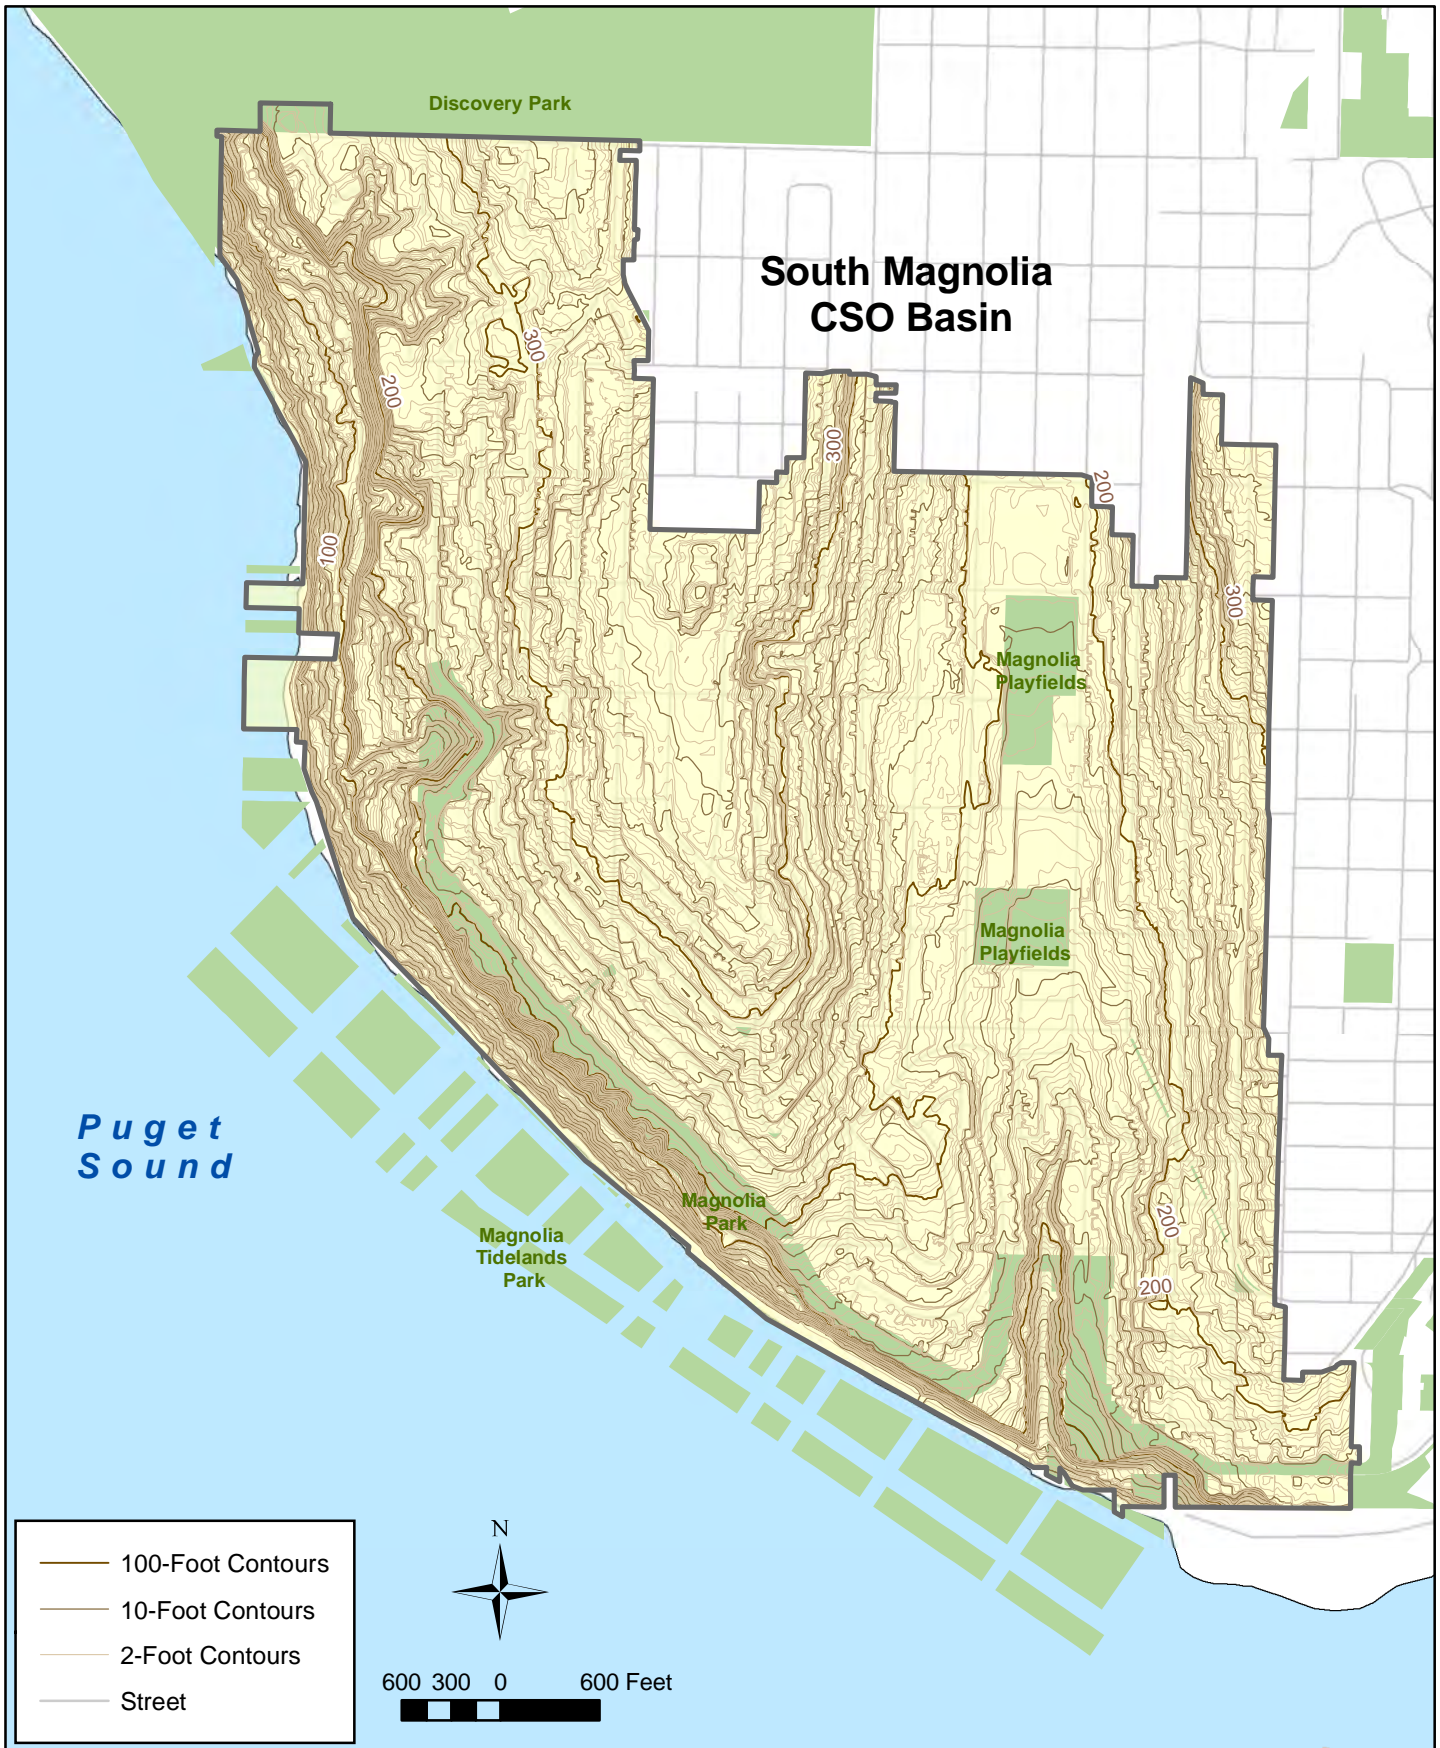 Discovery Park
South Magnolia
CSO Basin
300
200
300
200
100
300
Magnolia
Playfields
Magnolia
Playfields
Puget
Sound
Magnolia
Park
200
Magnolia
Tidelands
Park
200
100-Foot Contours
10-Foot Contours
2-Foot Contours
Street
N
600 300 0 600 Feet